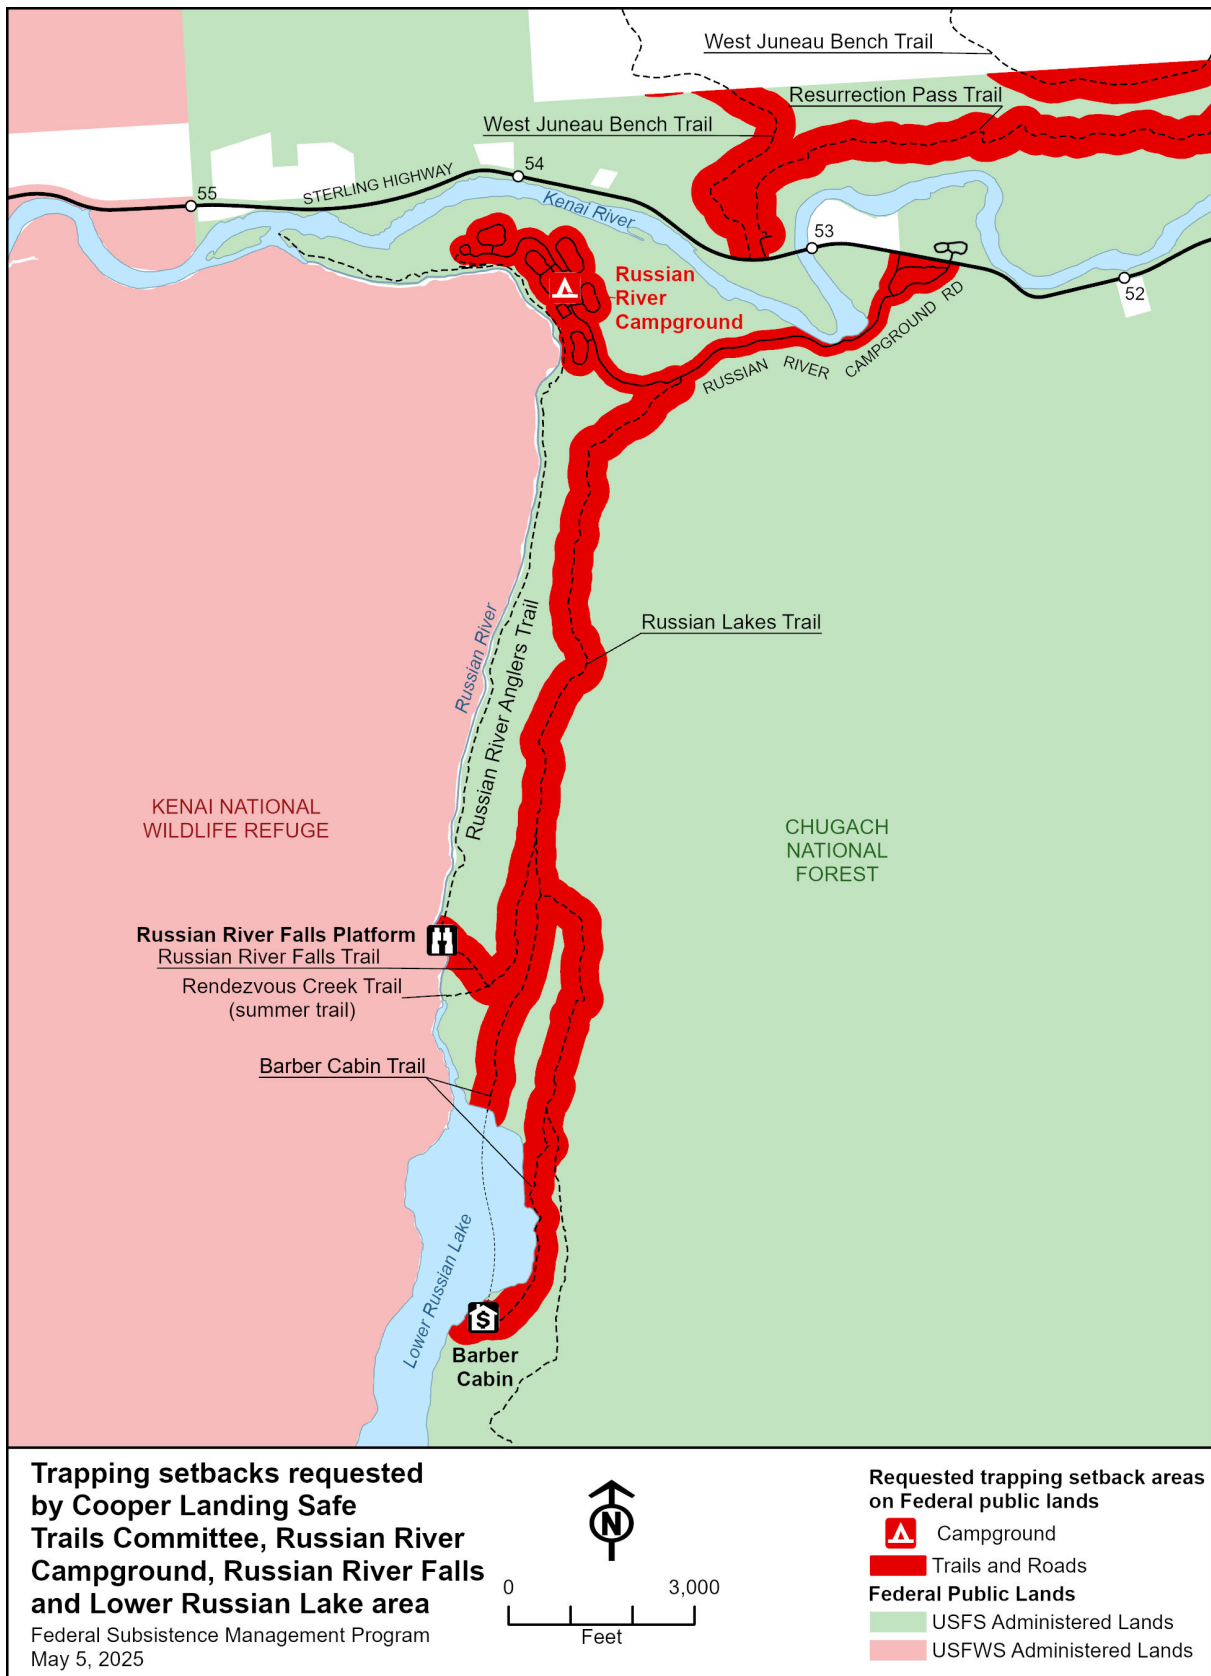 West Juneau Bench Trail
Resurrection Pass Trail
West Juneau Bench Trail
54
STERLING HIGHWAY
55
Kenai River
53
52
Russian
River
Campground
RUSSIAN RIVER CAMPGROUND RD
Russian Lakes Trail
Russian River
Russian River Anglers Trail
KENAI NATIONAL
WILDLIFE REFUGE
CHUGACH
NATIONAL
FOREST
Russian River Falls Platform
Russian River Falls Trail
Rendezvous Creek Trail
(summer trail)
Barber Cabin Trail
Lower Russian Lake
$
Barber
Cabin
Trapping setbacks requested
by Cooper Landing Safe
Trails Committee, Russian River
Campground, Russian River Falls
and Lower Russian Lake area
Federal Subsistence Management Program
May 5, 2025
N
0 3,000
Feet
Requested trapping setback areas
on Federal public lands
Campground
Trails and Roads
Federal Public Lands
USFS Administered Lands
USFWS Administered Lands